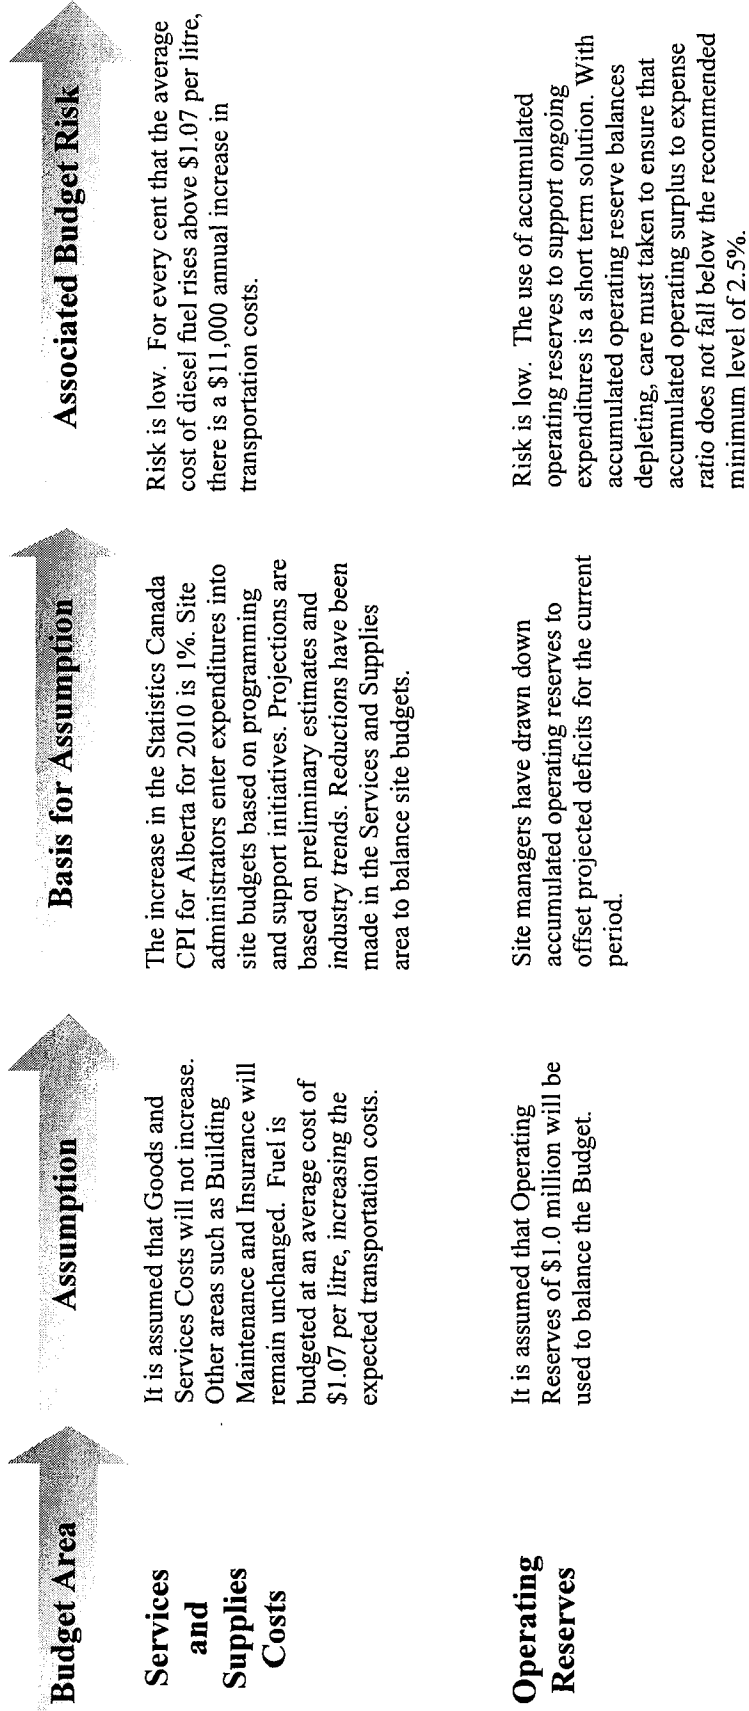 Budget Area
Assumption
Basis for Assumption
Associated Budget Risk
Services
and
Supplies
Costs
It is assumed that Goods and
Services Costs will not increase.
Other areas such as Building
Maintenance and Insurance will
remain unchanged.  Fuel is
budgeted at an average cost of
$1.07 per litre, increasing the
expected transportation costs.
The increase in the Statistics Canada
CPI for Alberta for 2010 is 1%. Site
administrators enter expenditures into
site budgets based on programming
and support initiatives. Projections are
based on preliminary estimates and
industry trends. Reductions have been
made in the Services and Supplies
area to balance site budgets.
Risk is low.  For every cent that the average
cost of diesel fuel rises above $1.07 per litre,
there is a $11,000 annual increase in
transportation costs.
Operating
Reserves
It is assumed that Operating
Reserves of $1.0 million will be
used to balance the Budget.
Site managers have drawn down
accumulated operating reserves to
offset projected deficits for the current
period.
Risk is low.  The use of accumulated
operating reserves to support ongoing
expenditures is a short term solution. With
accumulated operating reserve balances
depleting, care must taken to ensure that
accumulated operating surplus to expense
ratio does not fall below the recommended
minimum level of 2.5%.